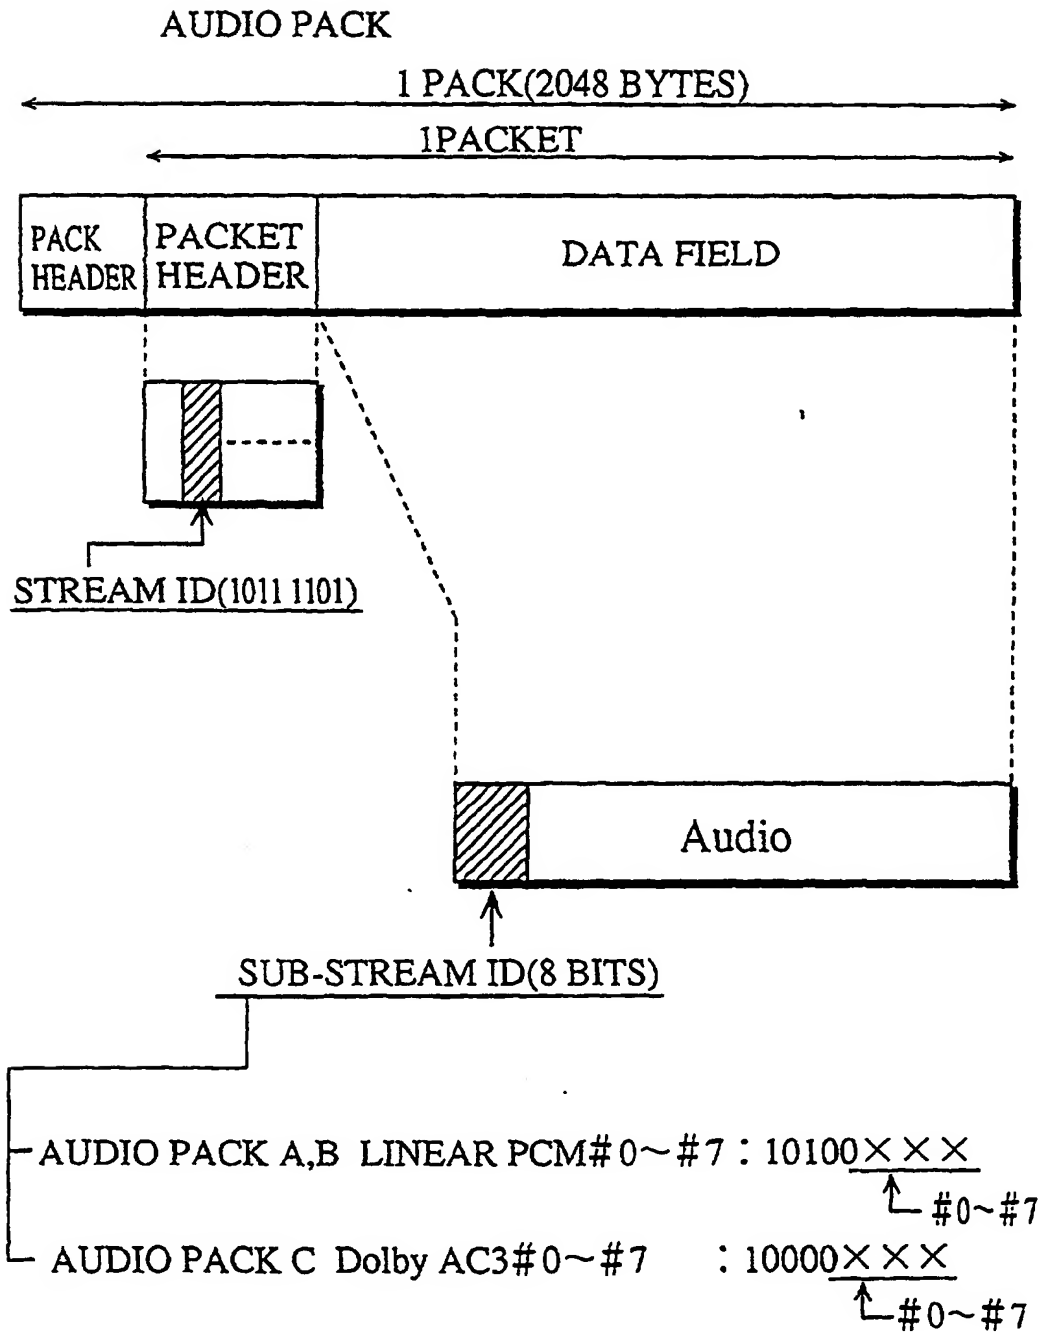 AUDIO PACK
1 PACK(2048 BYTES)
1PACKET
PACK HEADER
PACKET HEADER
DATA FIELD
STREAM ID(1011 1101)
Audio
SUB-STREAM ID(8 BITS)
AUDIO PACK A,B LINEAR PCM#0~#7 : 10100×××
#0~#7
AUDIO PACK C Dolby AC3#0~#7 : 10000×××
#0~#7